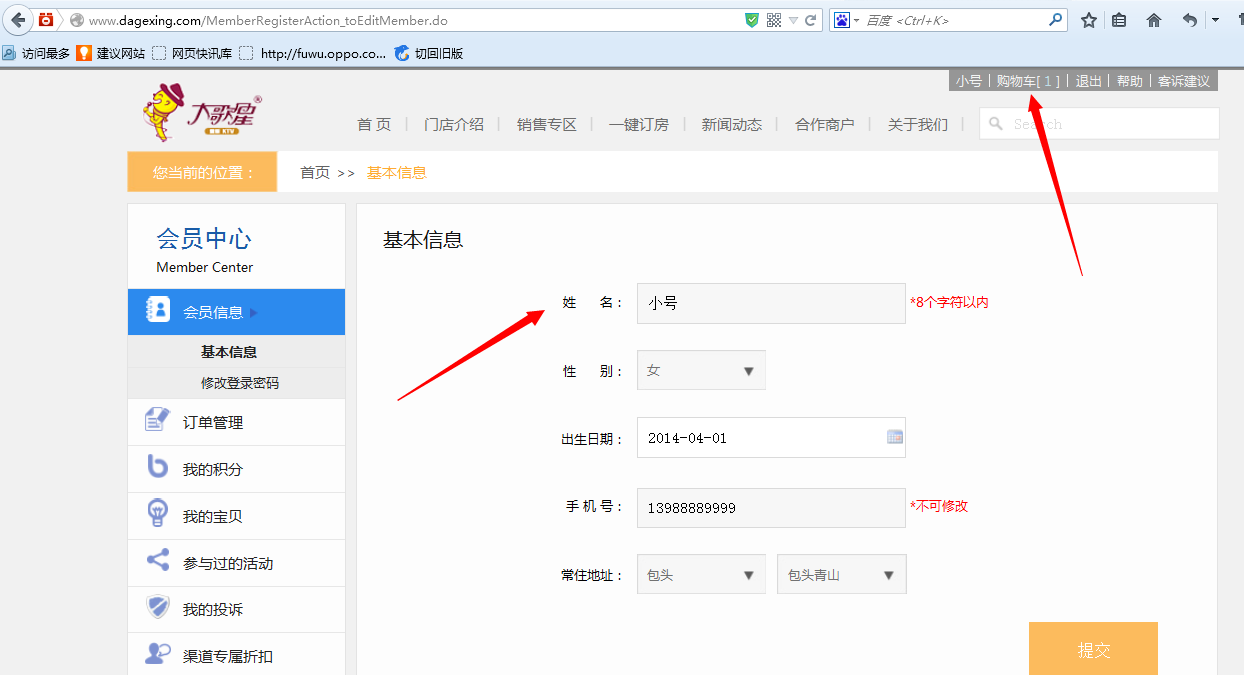 www.dagexing.com/MemberRegisterAction_toEditMember.do
百度 <Ctrl+K>
访问最多 建议网站 网页快讯库 http://fuwu.oppo.co... 切回旧版
小号 | 购物车[ 1 ] | 退出 | 帮助 | 客诉建议
大歌星
KTV
首 页 | 门店介绍 | 销售专区 | 一键订房 | 新闻动态 | 合作商户 | 关于我们 |
Search
您当前的位置：
首页 >> 基本信息
会员中心
Member Center
会员信息
基本信息
修改登录密码
订单管理
我的积分
我的宝贝
参与过的活动
我的投诉
渠道专属折扣
基本信息
姓 名： 小号 *8个字符以内
性 别： 女
出生日期： 2014-04-01
手 机 号： 13988889999 *不可修改
常住地址： 包头 包头青山
提交